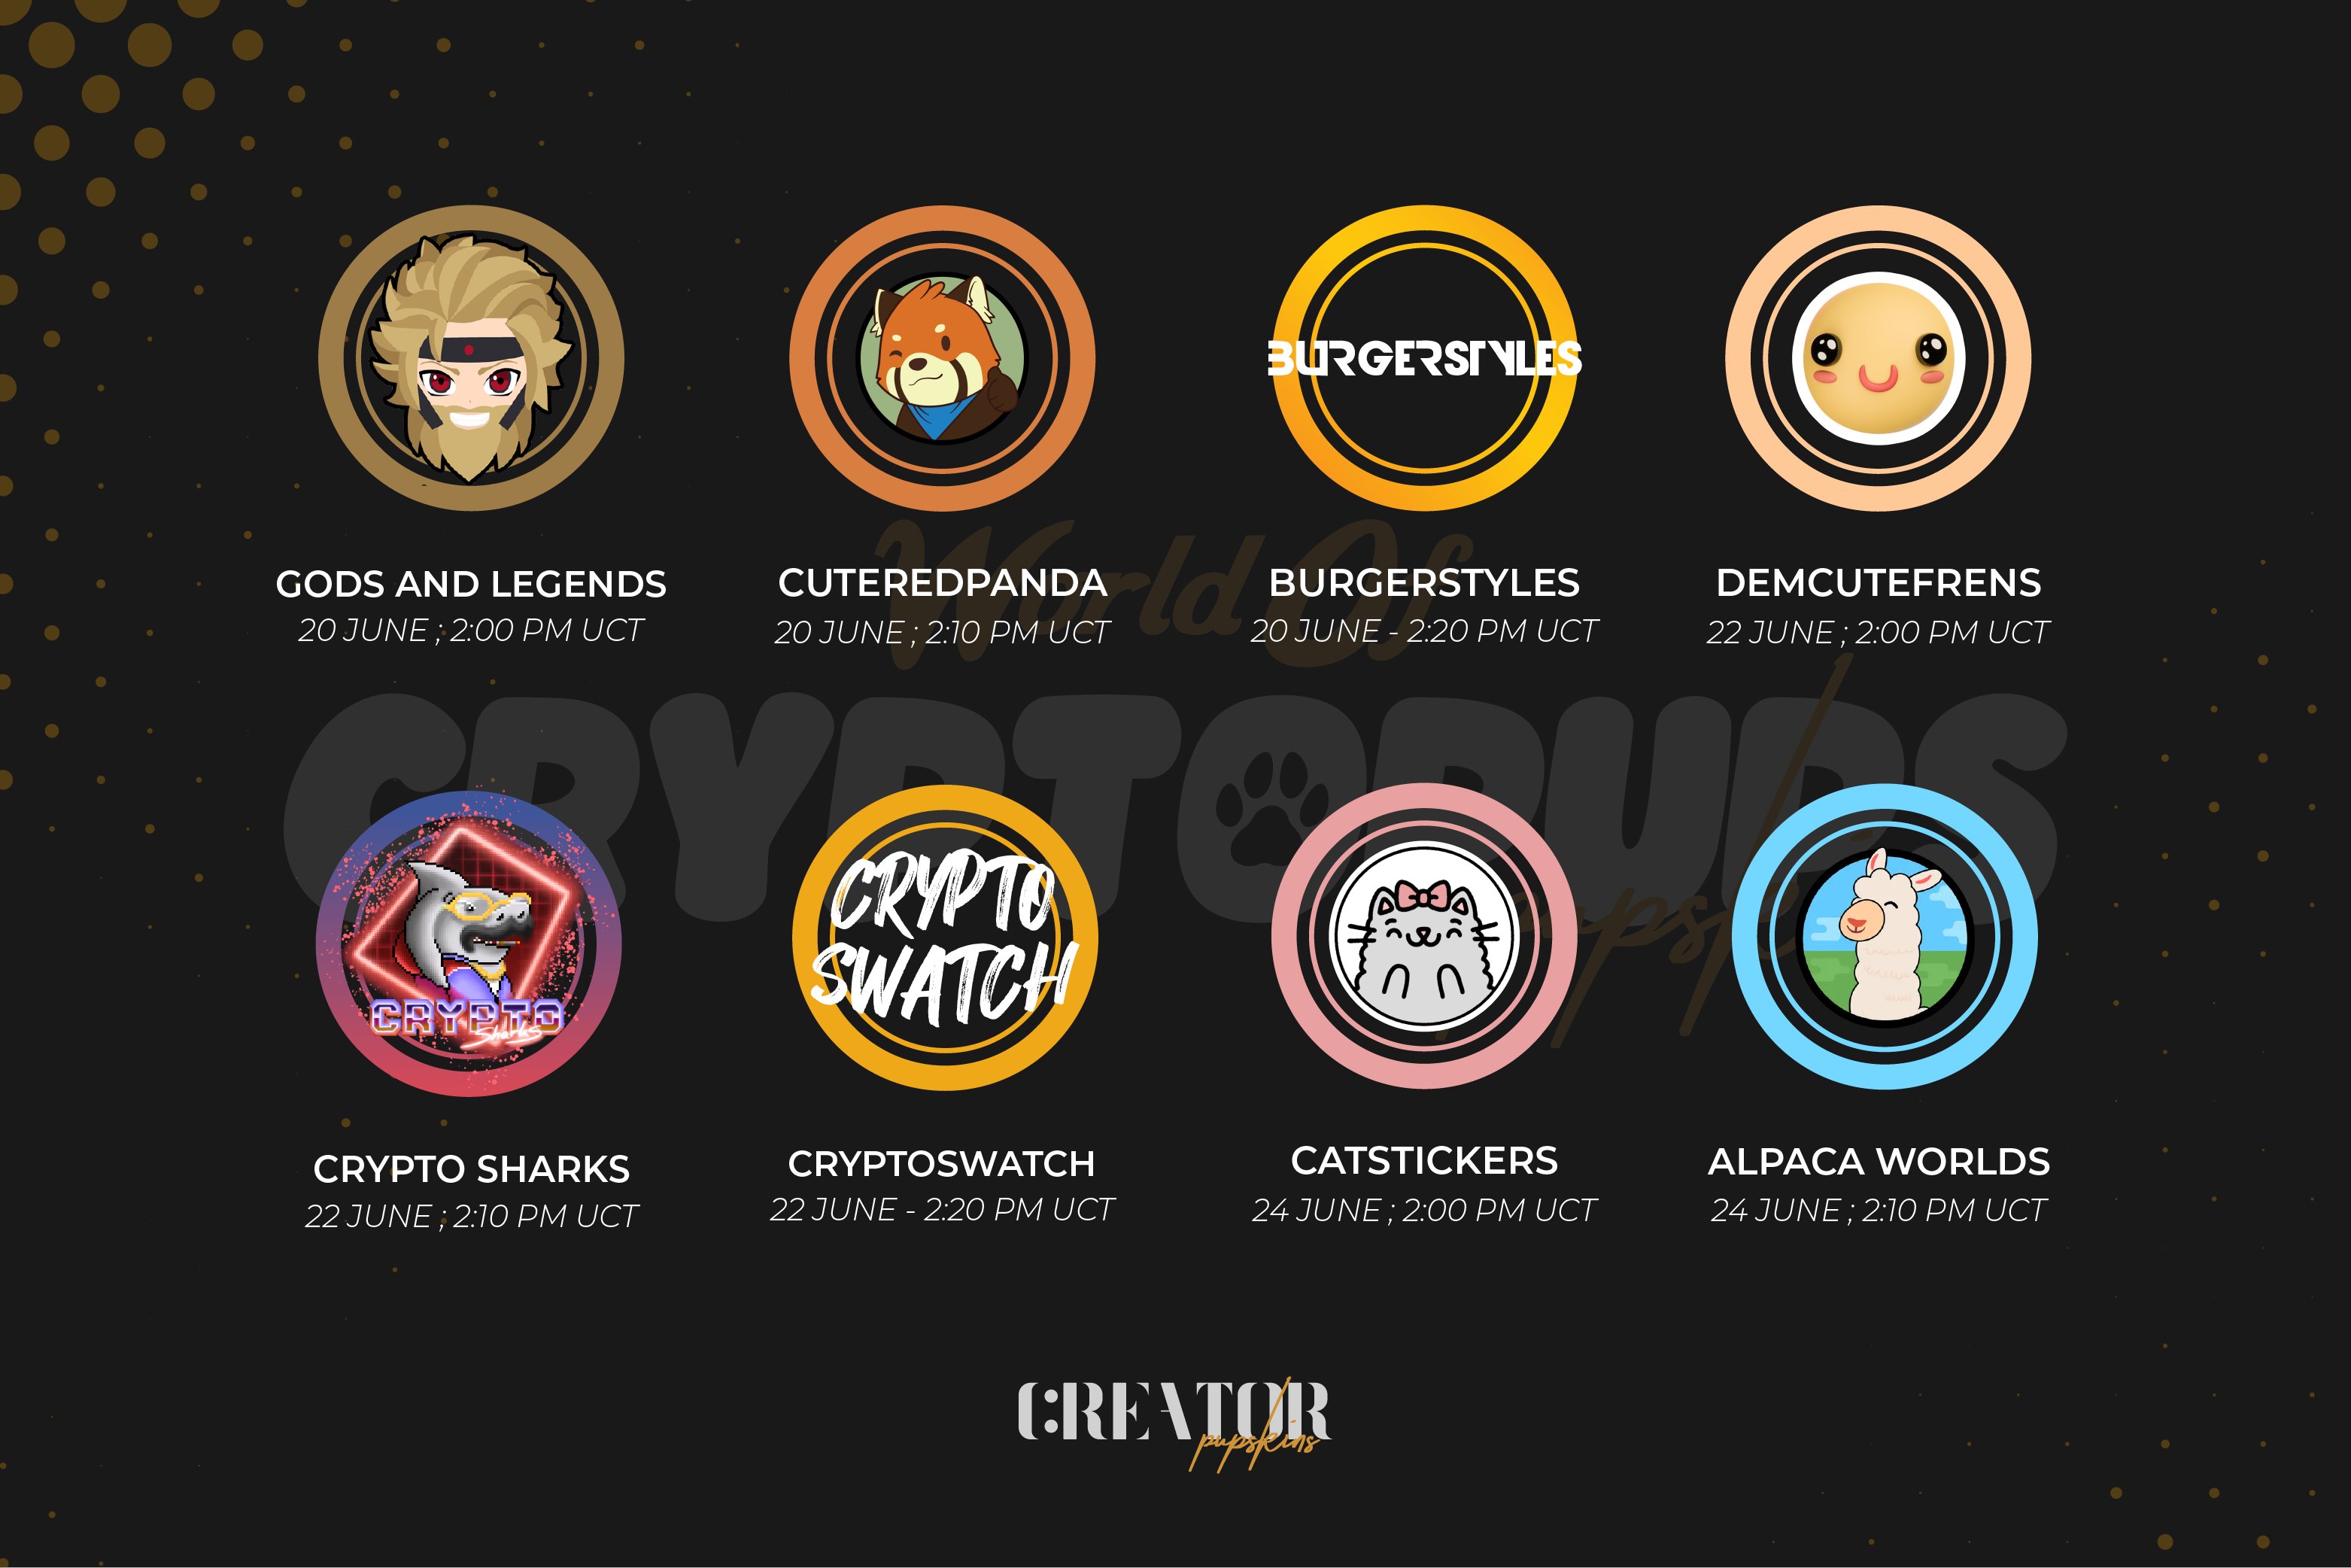 BURGERSTYLES
GODS AND LEGENDS
20 JUNE ; 2:00 PM UCT
CUTEREDPANDA
20 JUNE ; 2:10 PM UCT
BURGERSTYLES
20 JUNE - 2:20 PM UCT
DEMCUTEFRENS
22 JUNE ; 2:00 PM UCT
World Of
CRYPTOPUPS
CRYPTO
Sharks
CRYPTO
SWATCH
CRYPTO SHARKS
22 JUNE ; 2:10 PM UCT
CRYPTOSWATCH
22 JUNE - 2:20 PM UCT
CATSTICKERS
24 JUNE ; 2:00 PM UCT
ALPACA WORLDS
24 JUNE ; 2:10 PM UCT
CREATOR
pupskins